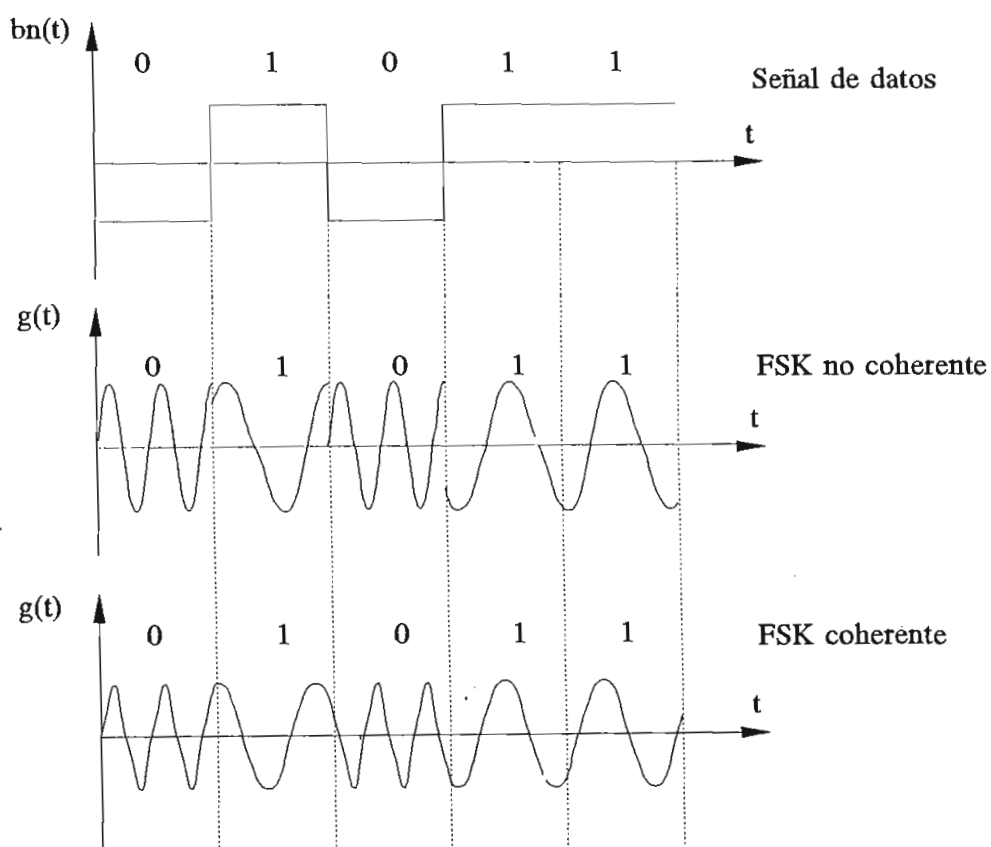 bn(t)
0 1 0 1 1
Señal de datos
t
g(t)
0 1 0 1 1
FSK no coherente
t
g(t)
0 1 0 1 1
FSK coherente
t